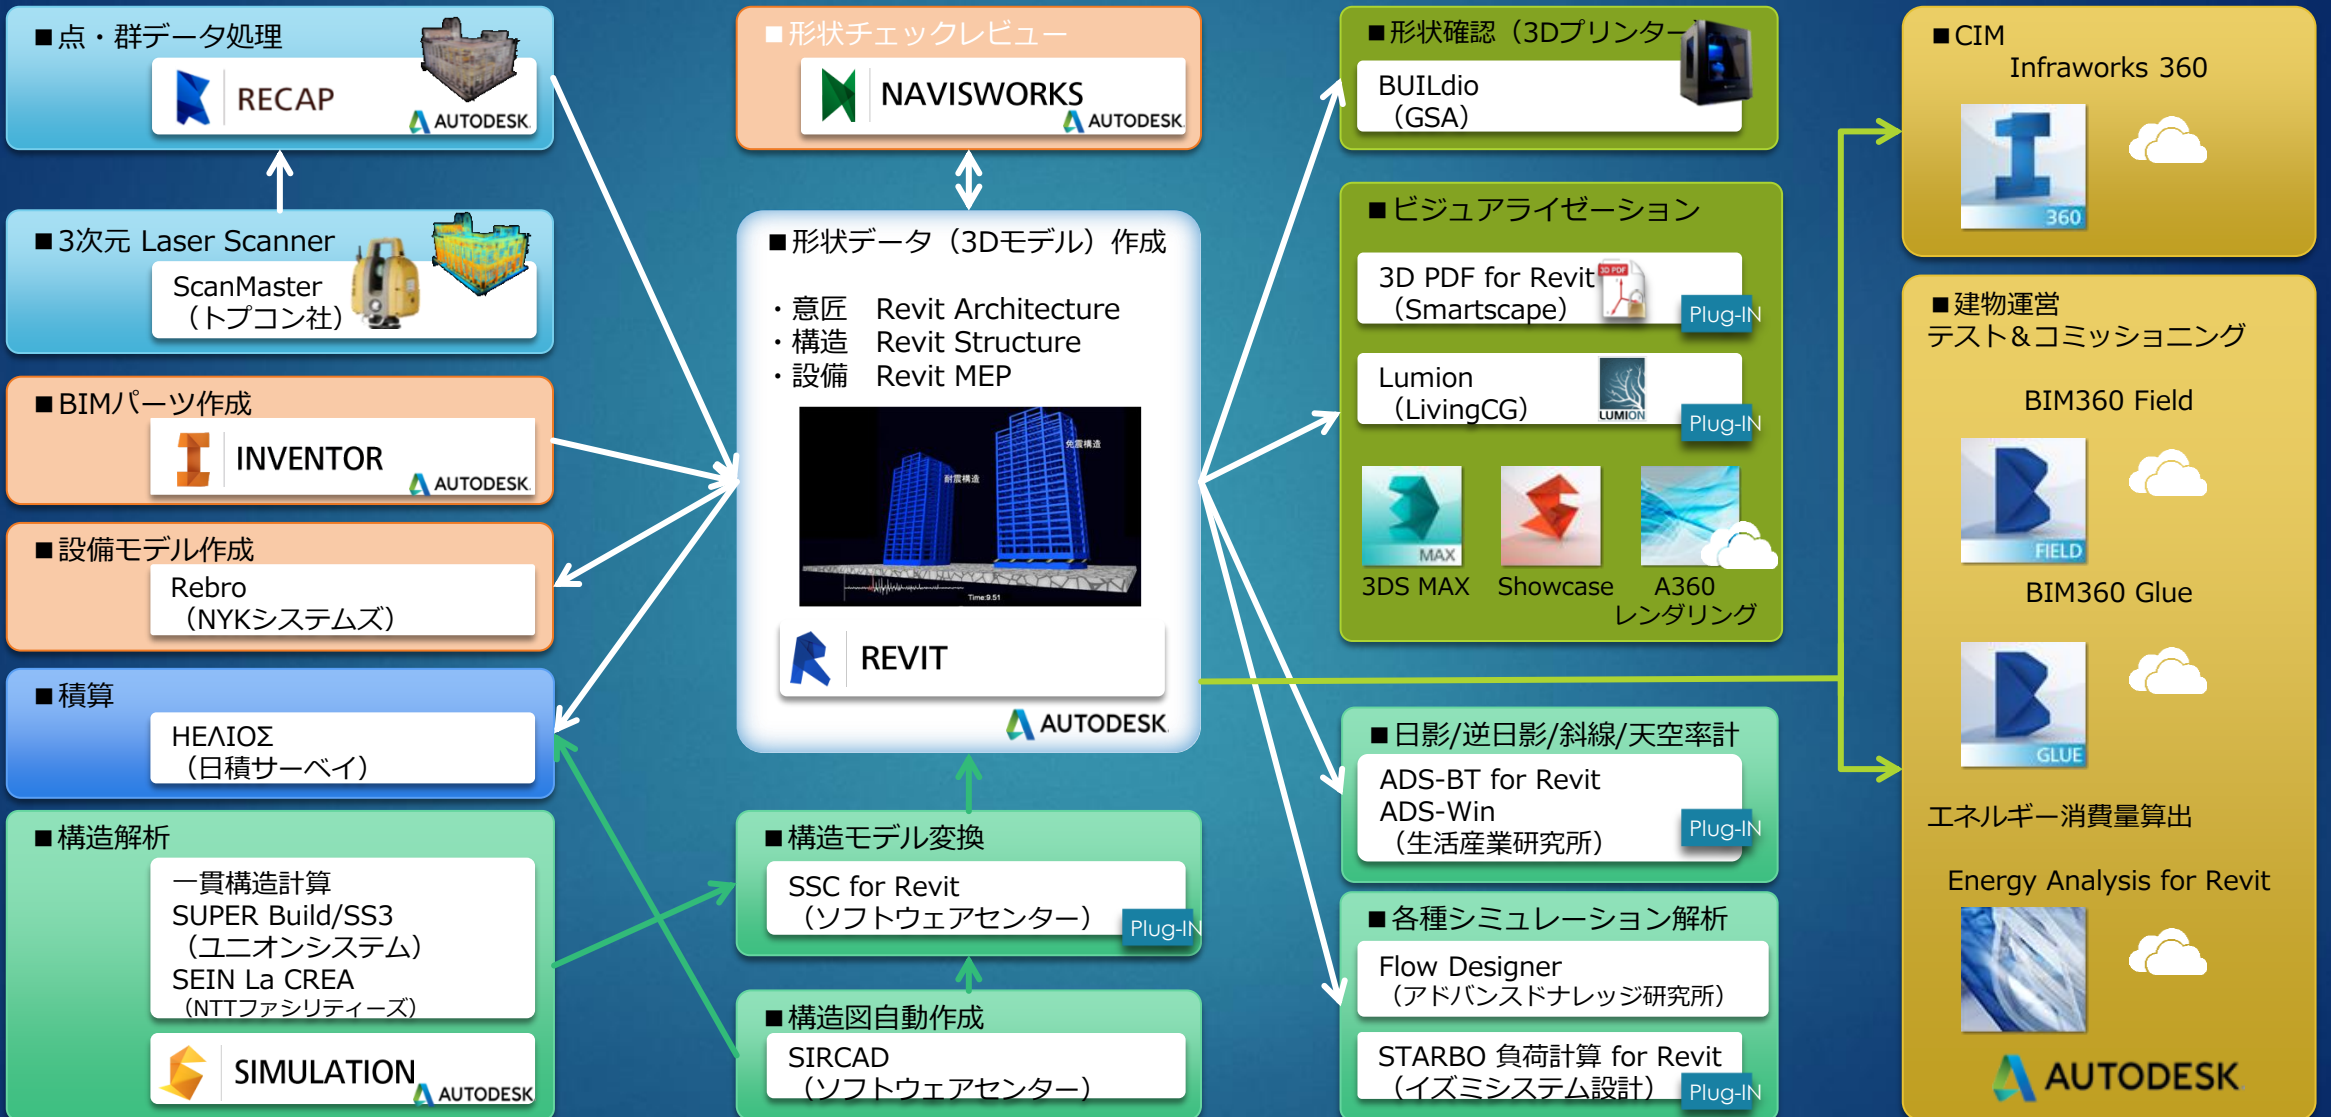 ■点・群データ処理
RECAP
AUTODESK.
■3次元 Laser Scanner
ScanMaster
（トプコン社）
■BIMパーツ作成
INVENTOR
AUTODESK.
■設備モデル作成
Rebro
（NYKシステムズ）
■積算
ΗΕΛΙΟΣ
（日積サーベイ）
■構造解析
一貫構造計算
SUPER Build/SS3
（ユニオンシステム）
SEIN La CREA
（NTTファシリティーズ）
SIMULATION
AUTODESK
■形状チェックレビュー
NAVISWORKS
AUTODESK
■形状データ（3Dモデル）作成
・意匠　Revit Architecture
・構造　Revit Structure
・設備　Revit MEP
免震構造
耐震構造
Time:9.51
REVIT
AUTODESK.
■構造モデル変換
SSC for Revit
（ソフトウェアセンター）
Plug-IN
■構造図自動作成
SIRCAD
（ソフトウェアセンター）
■形状確認（3Dプリンター
BUILdio
（GSA）
■ビジュアライゼーション
3D PDF for Revit
（Smartscape）
3D PDF
Plug-IN
Lumion
（LivingCG）
LUMION
Plug-IN
MAX
3DS MAX
Showcase
A360
レンダリング
■日影/逆日影/斜線/天空率計
ADS-BT for Revit
ADS-Win
（生活産業研究所）
Plug-IN
■各種シミュレーション解析
Flow Designer
（アドバンスドナレッジ研究所）
STARBO 負荷計算 for Revit
（イズミシステム設計）
Plug-IN
■CIM
Infraworks 360
360
■建物運営
テスト＆コミッショニング
BIM360 Field
FIELD
BIM360 Glue
GLUE
エネルギー消費量算出
Energy Analysis for Revit
AUTODESK.